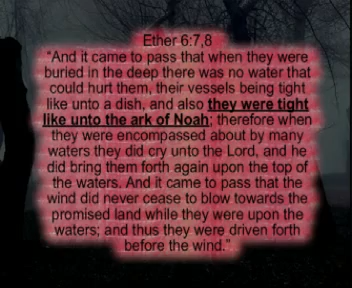 Ether 6:7,8
“And it came to pass that when they were
buried in the deep there was no water that
could hurt them, their vessels being tight
like unto a dish, and also they were tight
like unto the ark of Noah; therefore when
they were encompassed about by many
waters they did cry unto the Lord, and he
did bring them forth again upon the top of
the waters. And it came to pass that the
wind did never cease to blow towards the
promised land while they were upon the
waters; and thus they were driven forth
before the wind.”